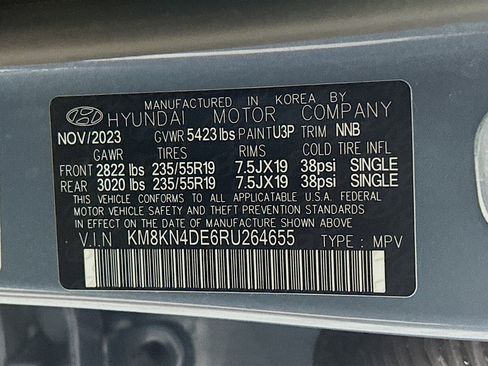 MANUFACTURED IN KOREA BY
HYUNDAI MOTOR COMPANY
NOV/2023 GVWR 5423 lbs PAINT U3P TRIM NNB
GAWR TIRES RIMS COLD TIRE INFL
FRONT 2822 lbs 235/55R19 7.5JX19 38psi SINGLE
REAR 3020 lbs 235/55R19 7.5JX19 38psi SINGLE
THIS VEHICLE CONFORMS TO ALL APPLICATABLE U.S.A. FEDERAL
MOTOR VEHICLE SAFETY AND THEFT PREVENTION STANDARDS
IN EFFECT ON THE DATE OF MANUFACTURE SHOWN ABOVE.
V.I.N KM8KN4DE6RU264655 TYPE : MPV